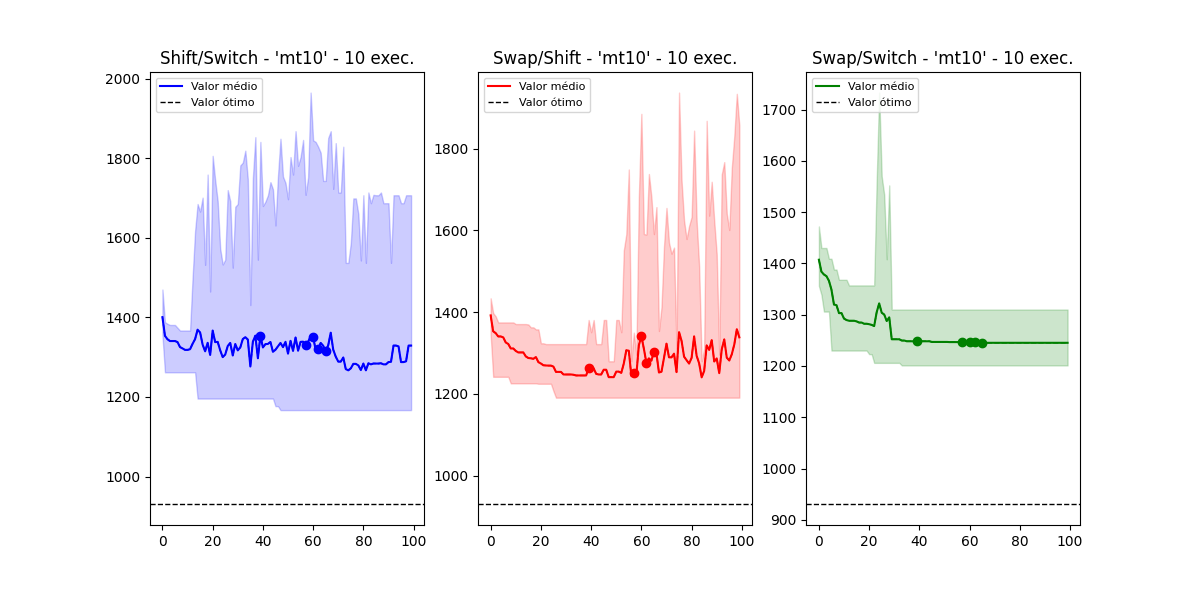 Shift/Switch - 'mt10' - 10 exec.
Valor médio
Valor ótimo
2000
1800
1600
1400
1200
1000
0 20 40 60 80 100
Swap/Shift - 'mt10' - 10 exec.
Valor médio
Valor ótimo
1800
1600
1400
1200
1000
0 20 40 60 80 100
Swap/Switch - 'mt10' - 10 exec.
Valor médio
Valor ótimo
1700
1600
1500
1400
1300
1200
1100
1000
900
0 20 40 60 80 100